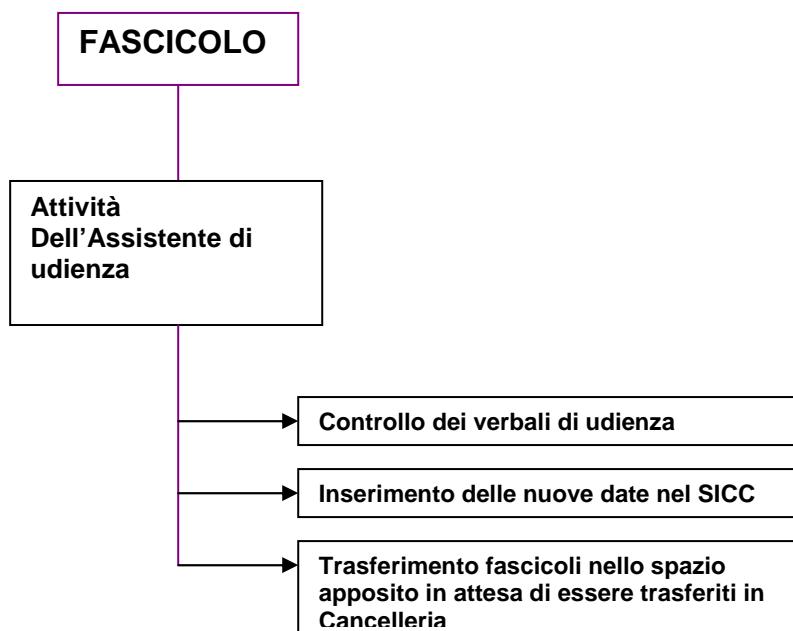 FASCICOLO
Attività
Dell'Assistente di
udienza
Controllo dei verbali di udienza
Inserimento delle nuove date nel SICC
Trasferimento fascicoli nello spazio
apposito in attesa di essere trasferiti in
Cancelleria